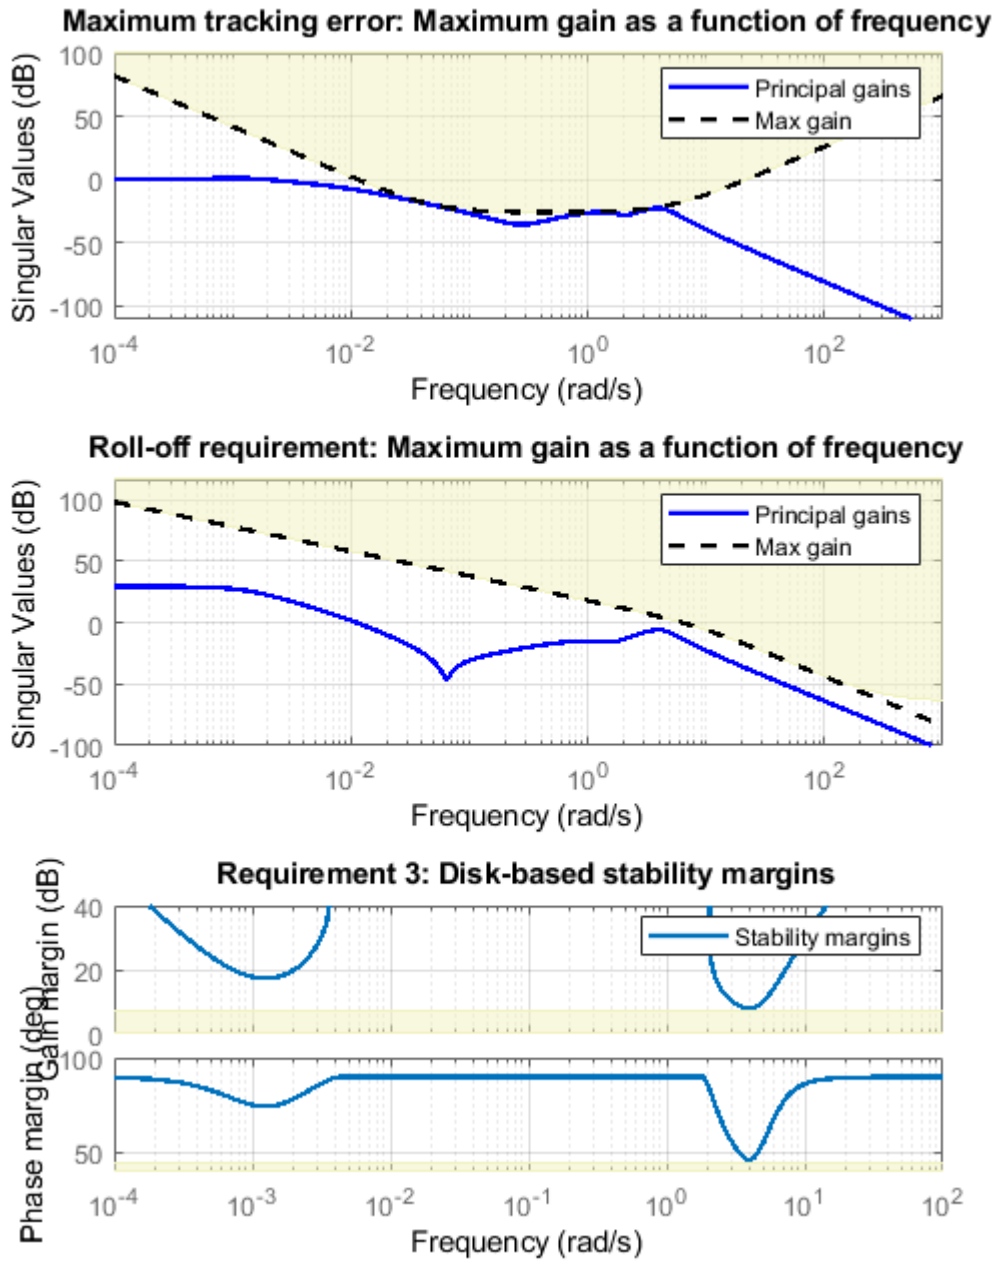 Maximum tracking error: Maximum gain as a function of frequency
Singular Values (dB)
100
50
0
-50
-100
Principal gains
Max gain
10^-4 10^-2 10^0 10^2
Frequency (rad/s)
Roll-off requirement: Maximum gain as a function of frequency
Singular Values (dB)
100
50
0
-50
-100
Principal gains
Max gain
10^-4 10^-2 10^0 10^2
Frequency (rad/s)
Requirement 3: Disk-based stability margins
Gain margin (dB)
40
20
0
Stability margins
Phase margin (deg)
100
50
10^-4 10^-3 10^-2 10^-1 10^0 10^1 10^2
Frequency (rad/s)